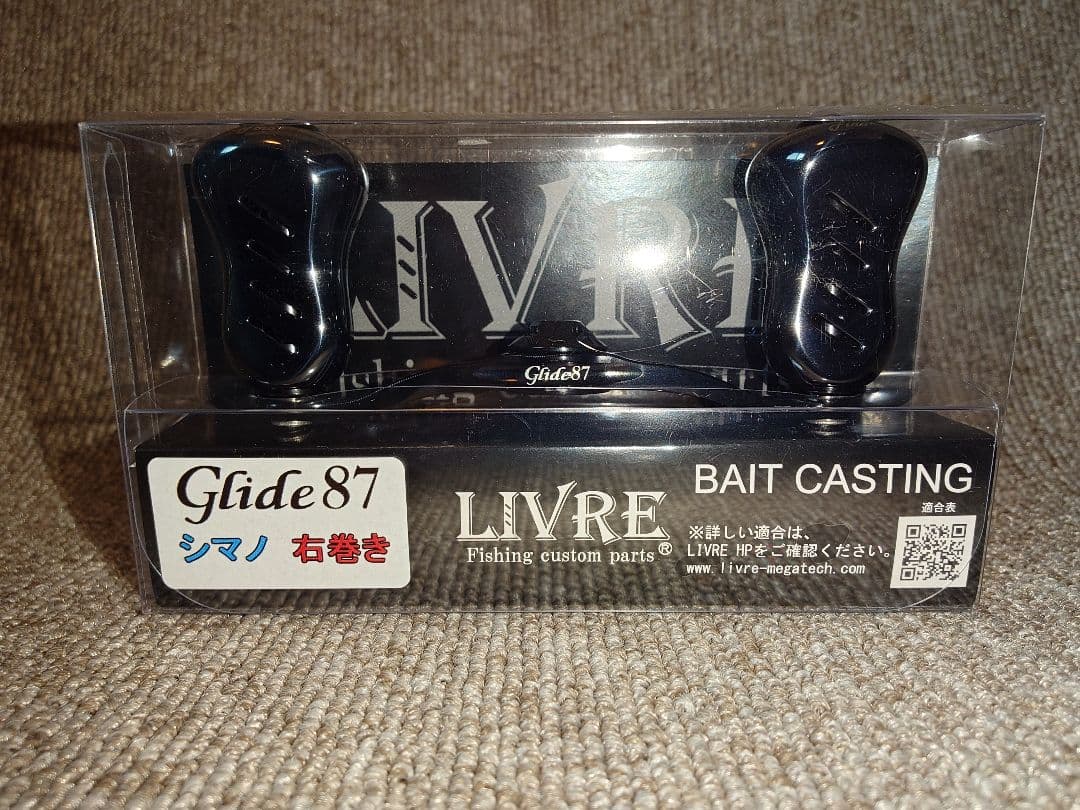 LIVRE
Glide87
Glide87
シマノ 右巻き
LIVRE
Fishing custom parts®
BAIT CASTING
適合表
※詳しい適合は、
LIVRE HPをご確認ください。
www.livre-megatech.com